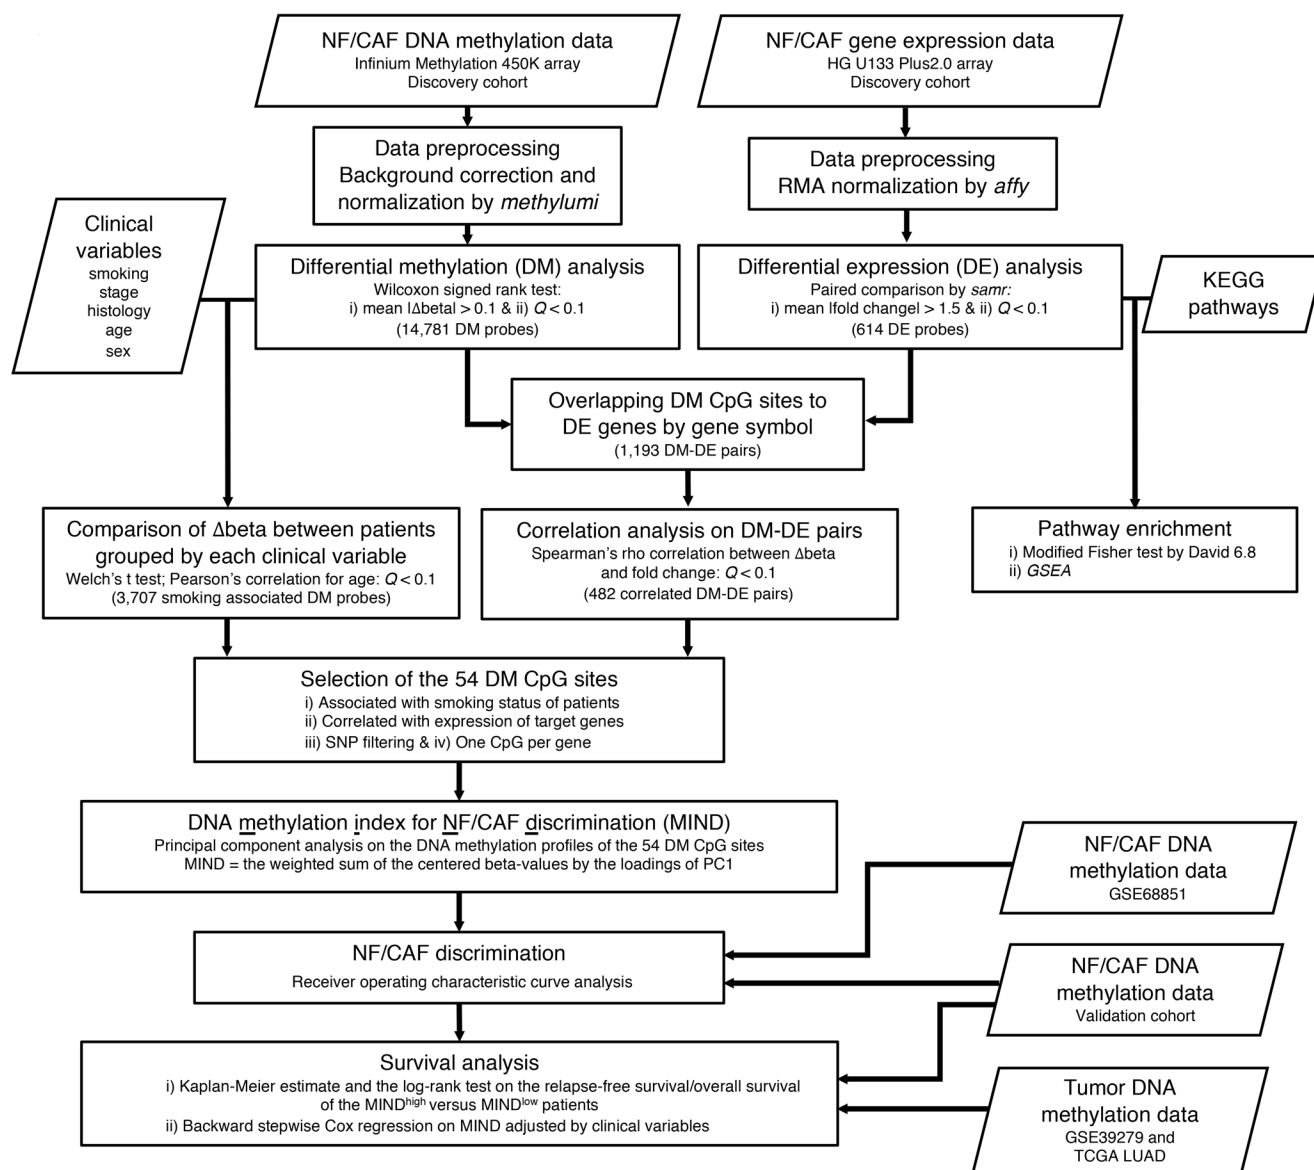 NF/CAF DNA methylation data
Infinium Methylation 450K array
Discovery cohort
NF/CAF gene expression data
HG U133 Plus2.0 array
Discovery cohort
Data preprocessing
Background correction and
normalization by methylumi
Data preprocessing
RMA normalization by affy
Clinical
variables
smoking
stage
histology
age
sex
Differential methylation (DM) analysis
Wilcoxon signed rank test:
i) mean |Δbeta| > 0.1 & ii) Q < 0.1
(14,781 DM probes)
Differential expression (DE) analysis
Paired comparison by samr:
i) mean |fold change| > 1.5 & ii) Q < 0.1
(614 DE probes)
KEGG
pathways
Overlapping DM CpG sites to
DE genes by gene symbol
(1,193 DM-DE pairs)
Comparison of Δbeta between patients
grouped by each clinical variable
Welch's t test; Pearson's correlation for age: Q < 0.1
(3,707 smoking associated DM probes)
Correlation analysis on DM-DE pairs
Spearman's rho correlation between Δbeta
and fold change: Q < 0.1
(482 correlated DM-DE pairs)
Pathway enrichment
i) Modified Fisher test by David 6.8
ii) GSEA
Selection of the 54 DM CpG sites
i) Associated with smoking status of patients
ii) Correlated with expression of target genes
iii) SNP filtering & iv) One CpG per gene
DNA methylation index for NF/CAF discrimination (MIND)
Principal component analysis on the DNA methylation profiles of the 54 DM CpG sites
MIND = the weighted sum of the centered beta-values by the loadings of PC1
NF/CAF DNA
methylation data
GSE68851
NF/CAF discrimination
Receiver operating characteristic curve analysis
NF/CAF DNA
methylation data
Validation cohort
Survival analysis
i) Kaplan-Meier estimate and the log-rank test on the relapse-free survival/overall survival
of the MINDhigh versus MINDlow patients
ii) Backward stepwise Cox regression on MIND adjusted by clinical variables
Tumor DNA
methylation data
GSE39279 and
TCGA LUAD